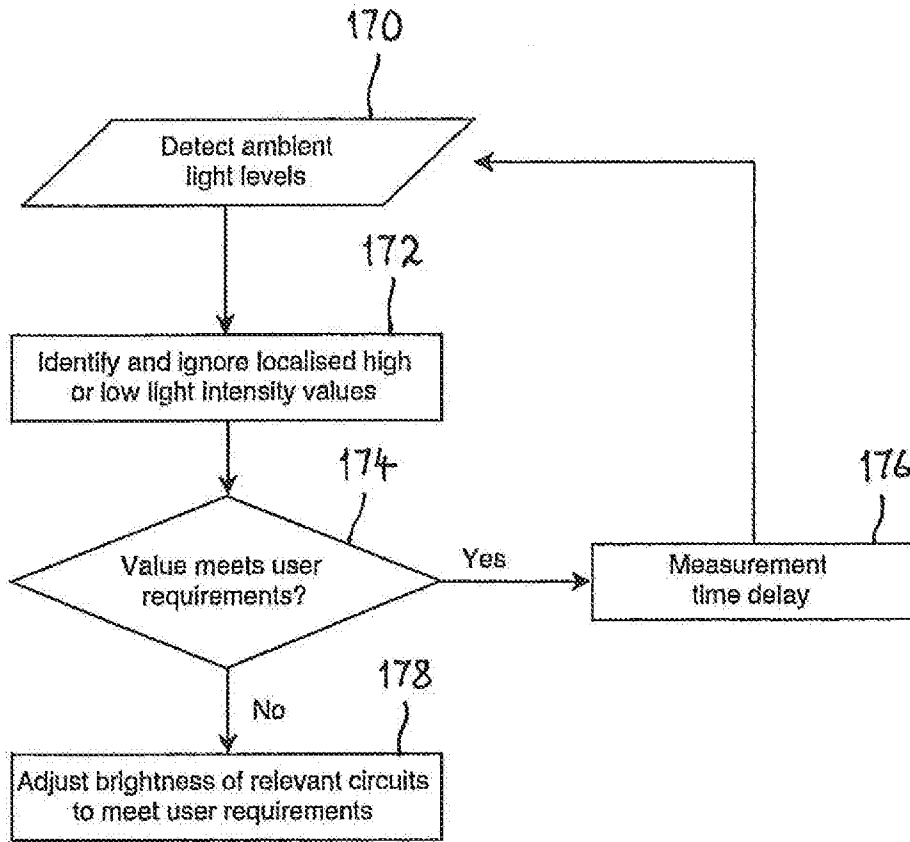 170
Detect ambient
light levels
172
Identify and ignore localised high
or low light intensity values
174
Value meets user
requirements?
Yes
176
Measurement
time delay
No
178
Adjust brightness of relevant circuits
to meet user requirements